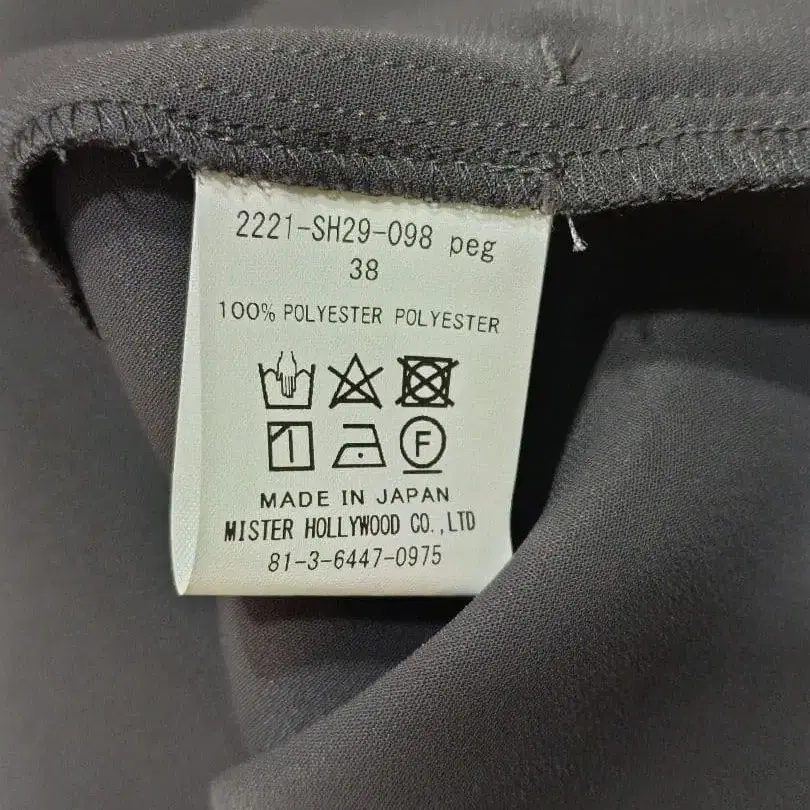 2221-SH29-098 peg
38
100% POLYESTER POLYESTER
F
MADE IN JAPAN
MISTER HOLLYWOOD CO.,LTD
81-3-6447-0975